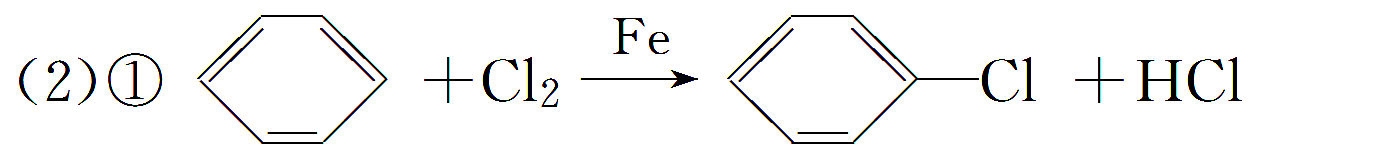 (2)① +Cl₂ Fe→ Cl +HCl